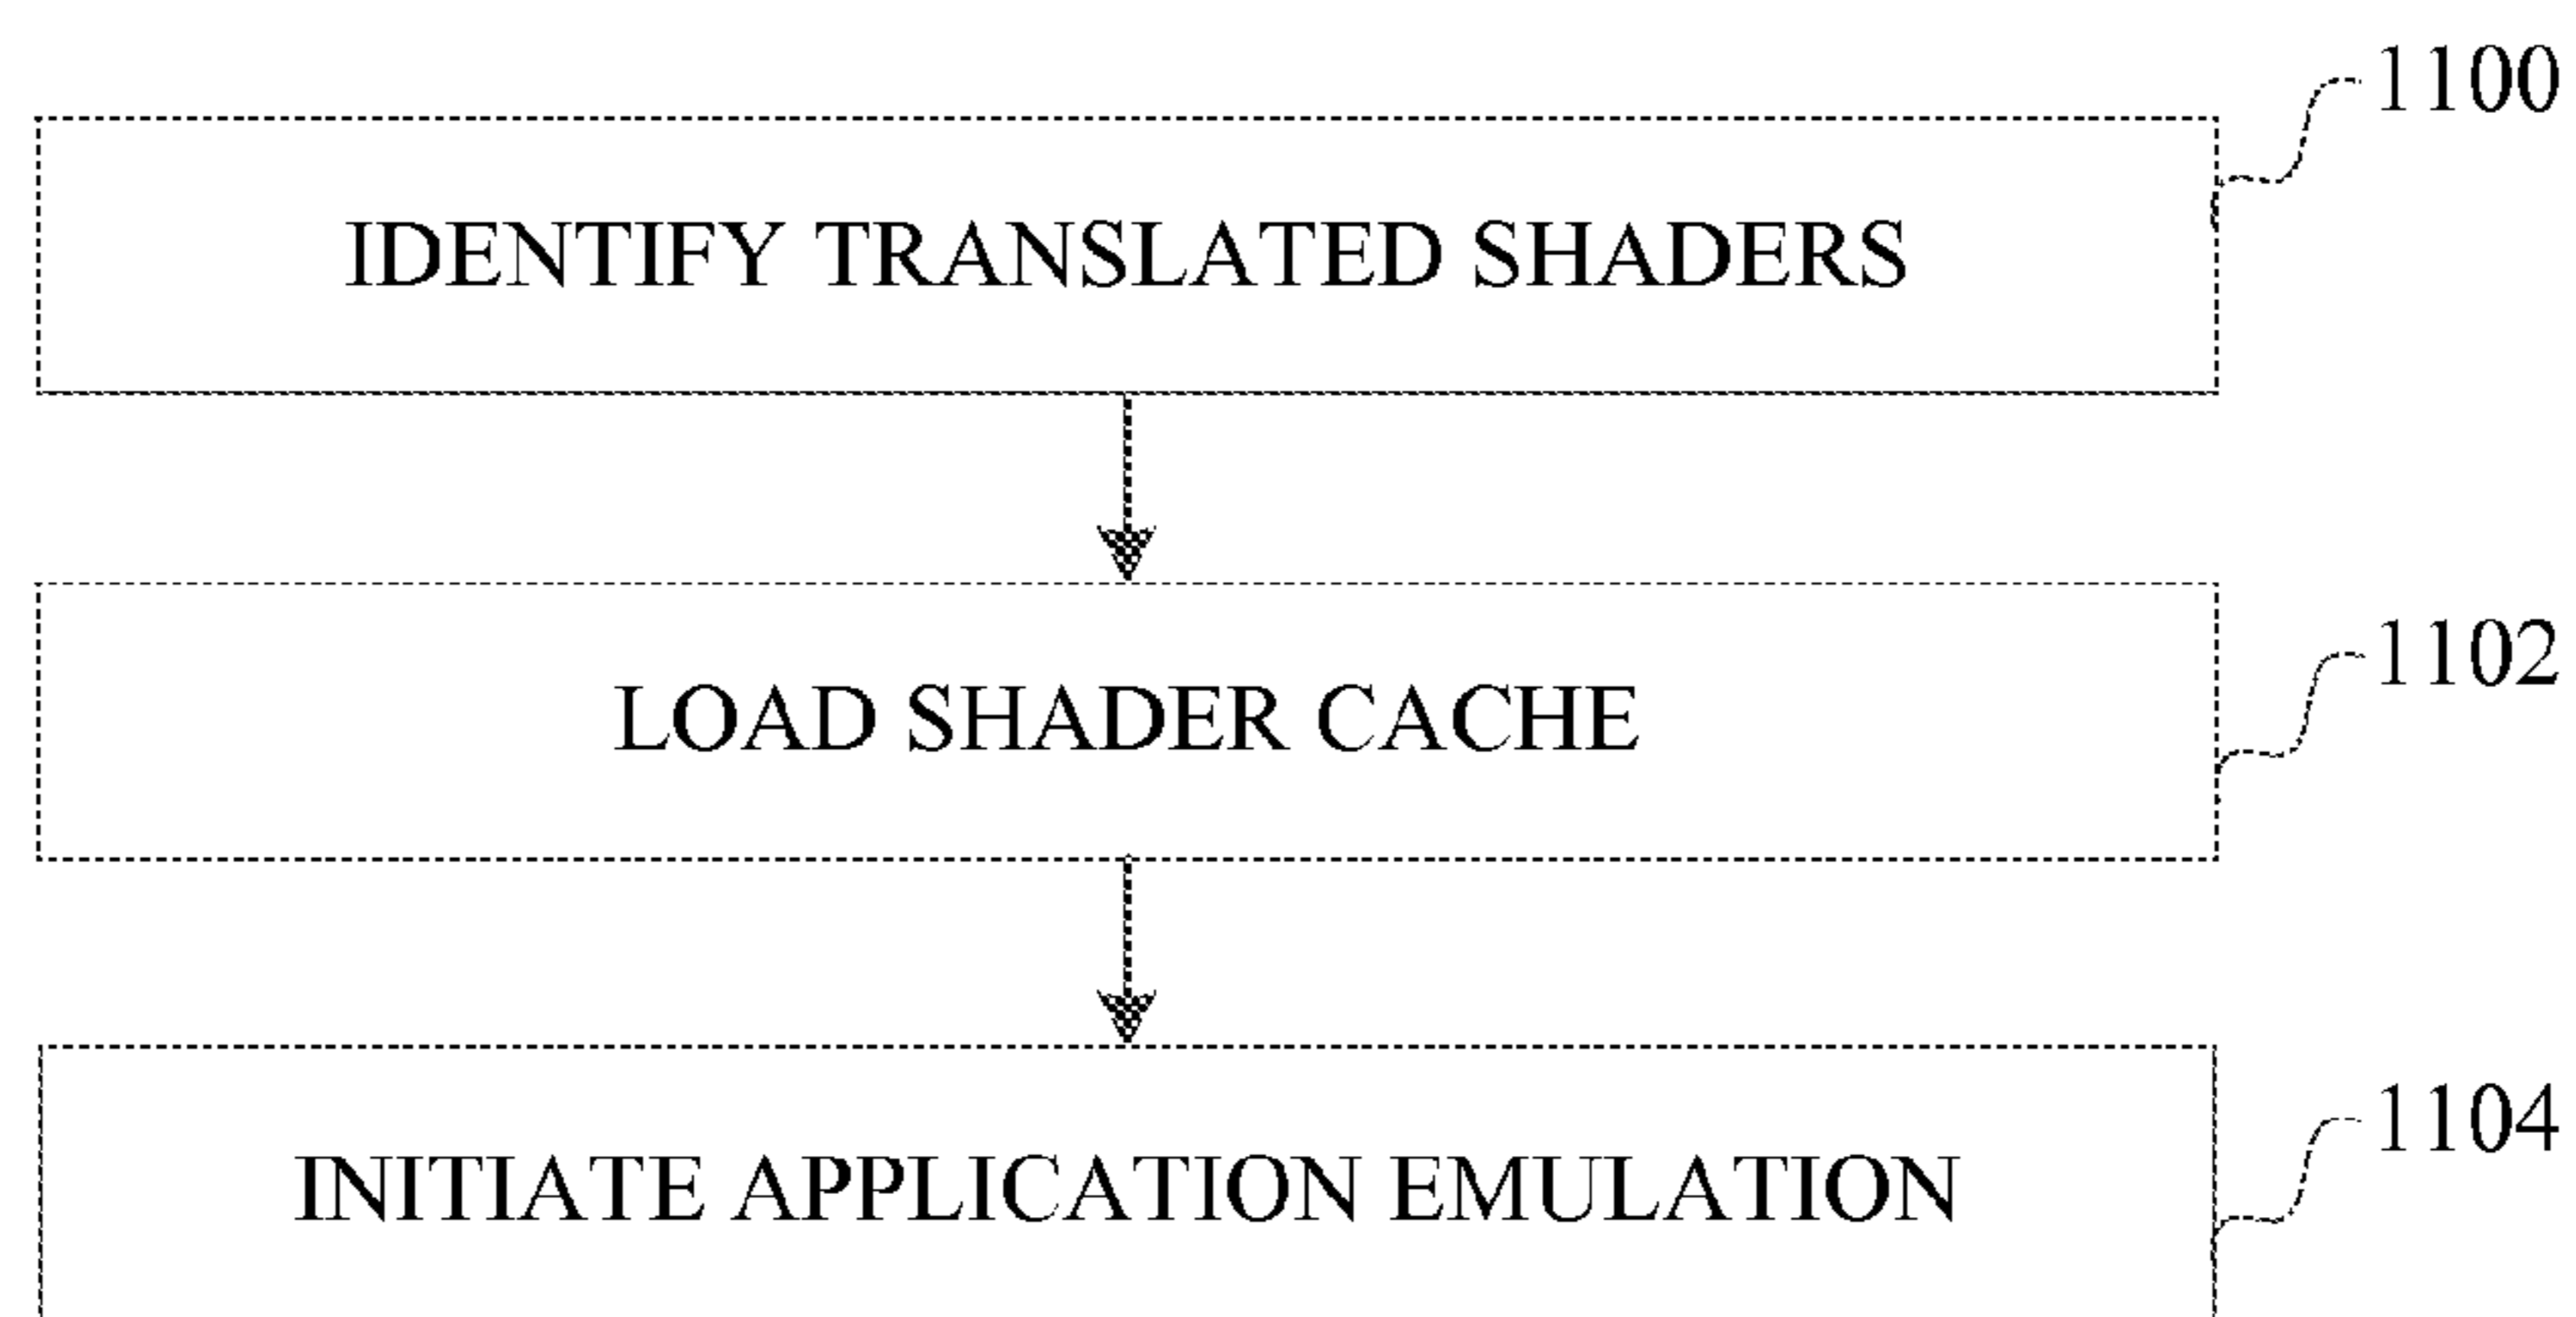 1100
IDENTIFY TRANSLATED SHADERS
1102
LOAD SHADER CACHE
1104
INITIATE APPLICATION EMULATION